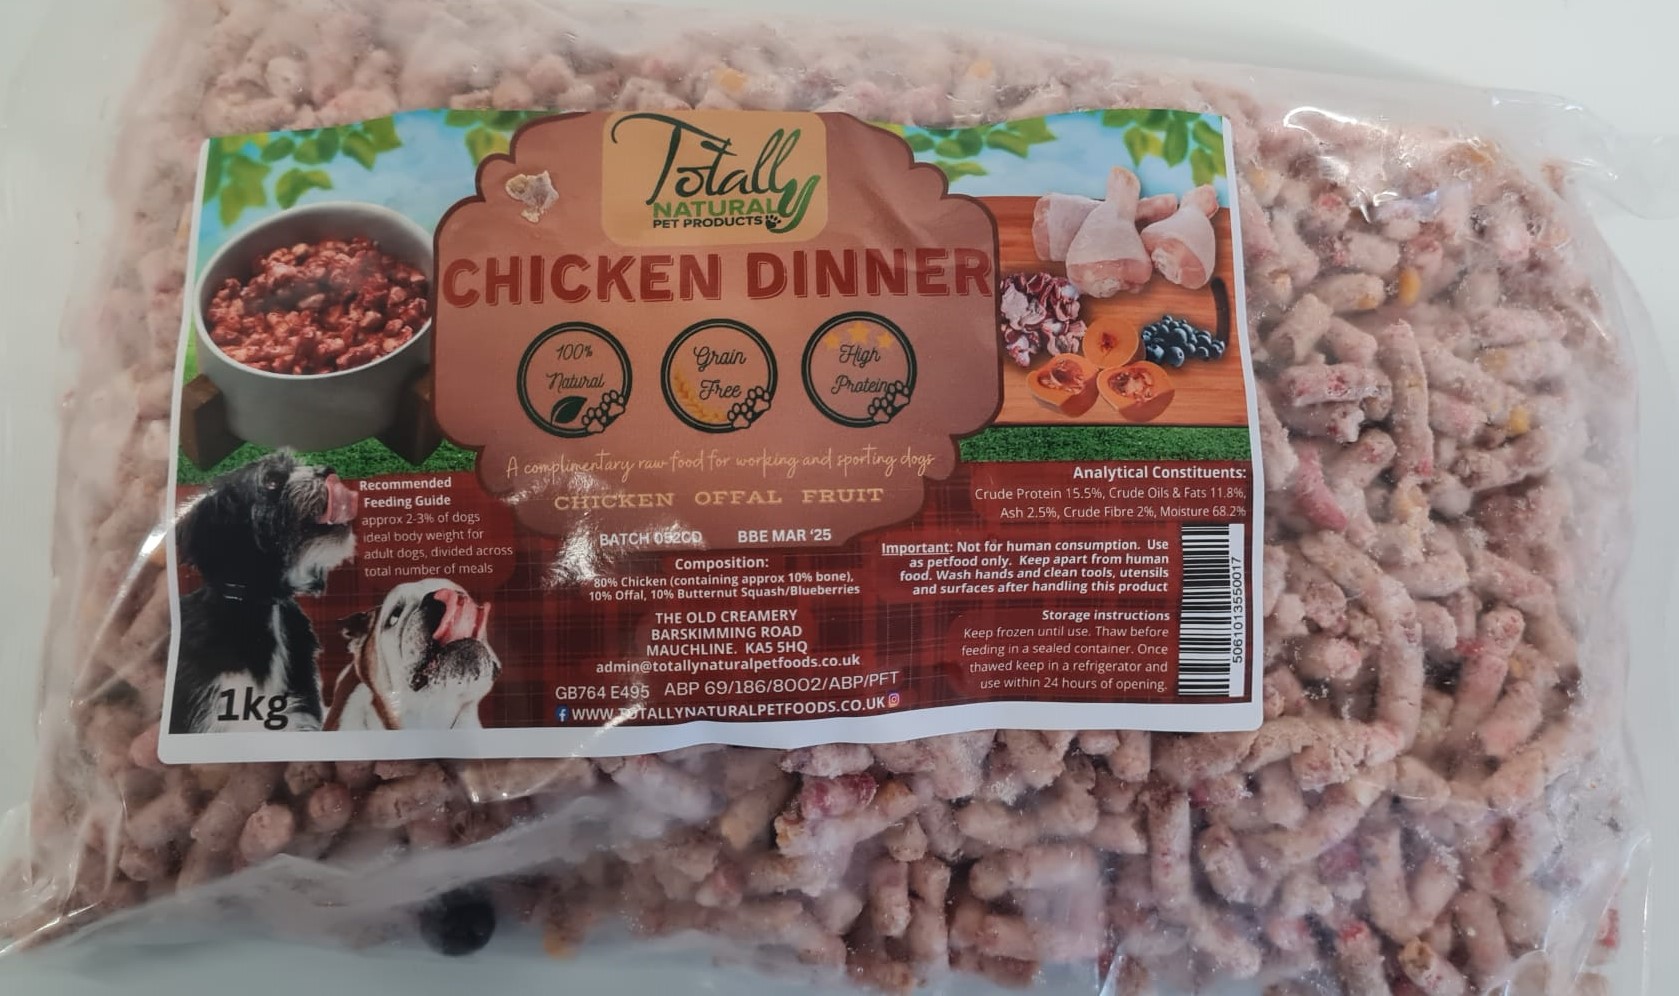 Totally
NATURAL
PET PRODUCTS
CHICKEN DINNER
100%
Natural
Grain
Free
High
Protein
A complimentary raw food for working and sporting dogs
CHICKEN OFFAL FRUIT
BATCH 092CD BBE MAR '25
Recommended
Feeding Guide
approx 2-3% of dogs
ideal body weight for
adult dogs, divided across
total number of meals
1kg
Composition:
80% Chicken (containing approx 10% bone),
10% Offal, 10% Butternut Squash/Blueberries
THE OLD CREAMERY
BARSKIMMING ROAD
MAUCHLINE. KA5 5HQ
admin@totallynaturalpetfoods.co.uk
GB764 E495 ABP 69/186/8002/ABP/PFT
WWW.TOTALLYNATURALPETFOODS.CO.UK
Analytical Constituents:
Crude Protein 15.5%, Crude Oils & Fats 11.8%,
Ash 2.5%, Crude Fibre 2%, Moisture 68.2%
Important: Not for human consumption. Use
as petfood only. Keep apart from human
food. Wash hands and clean tools, utensils
and surfaces after handling this product
Storage instructions
Keep frozen until use. Thaw before
feeding in a sealed container. Once
thawed keep in a refrigerator and
use within 24 hours of opening.
5061013550017